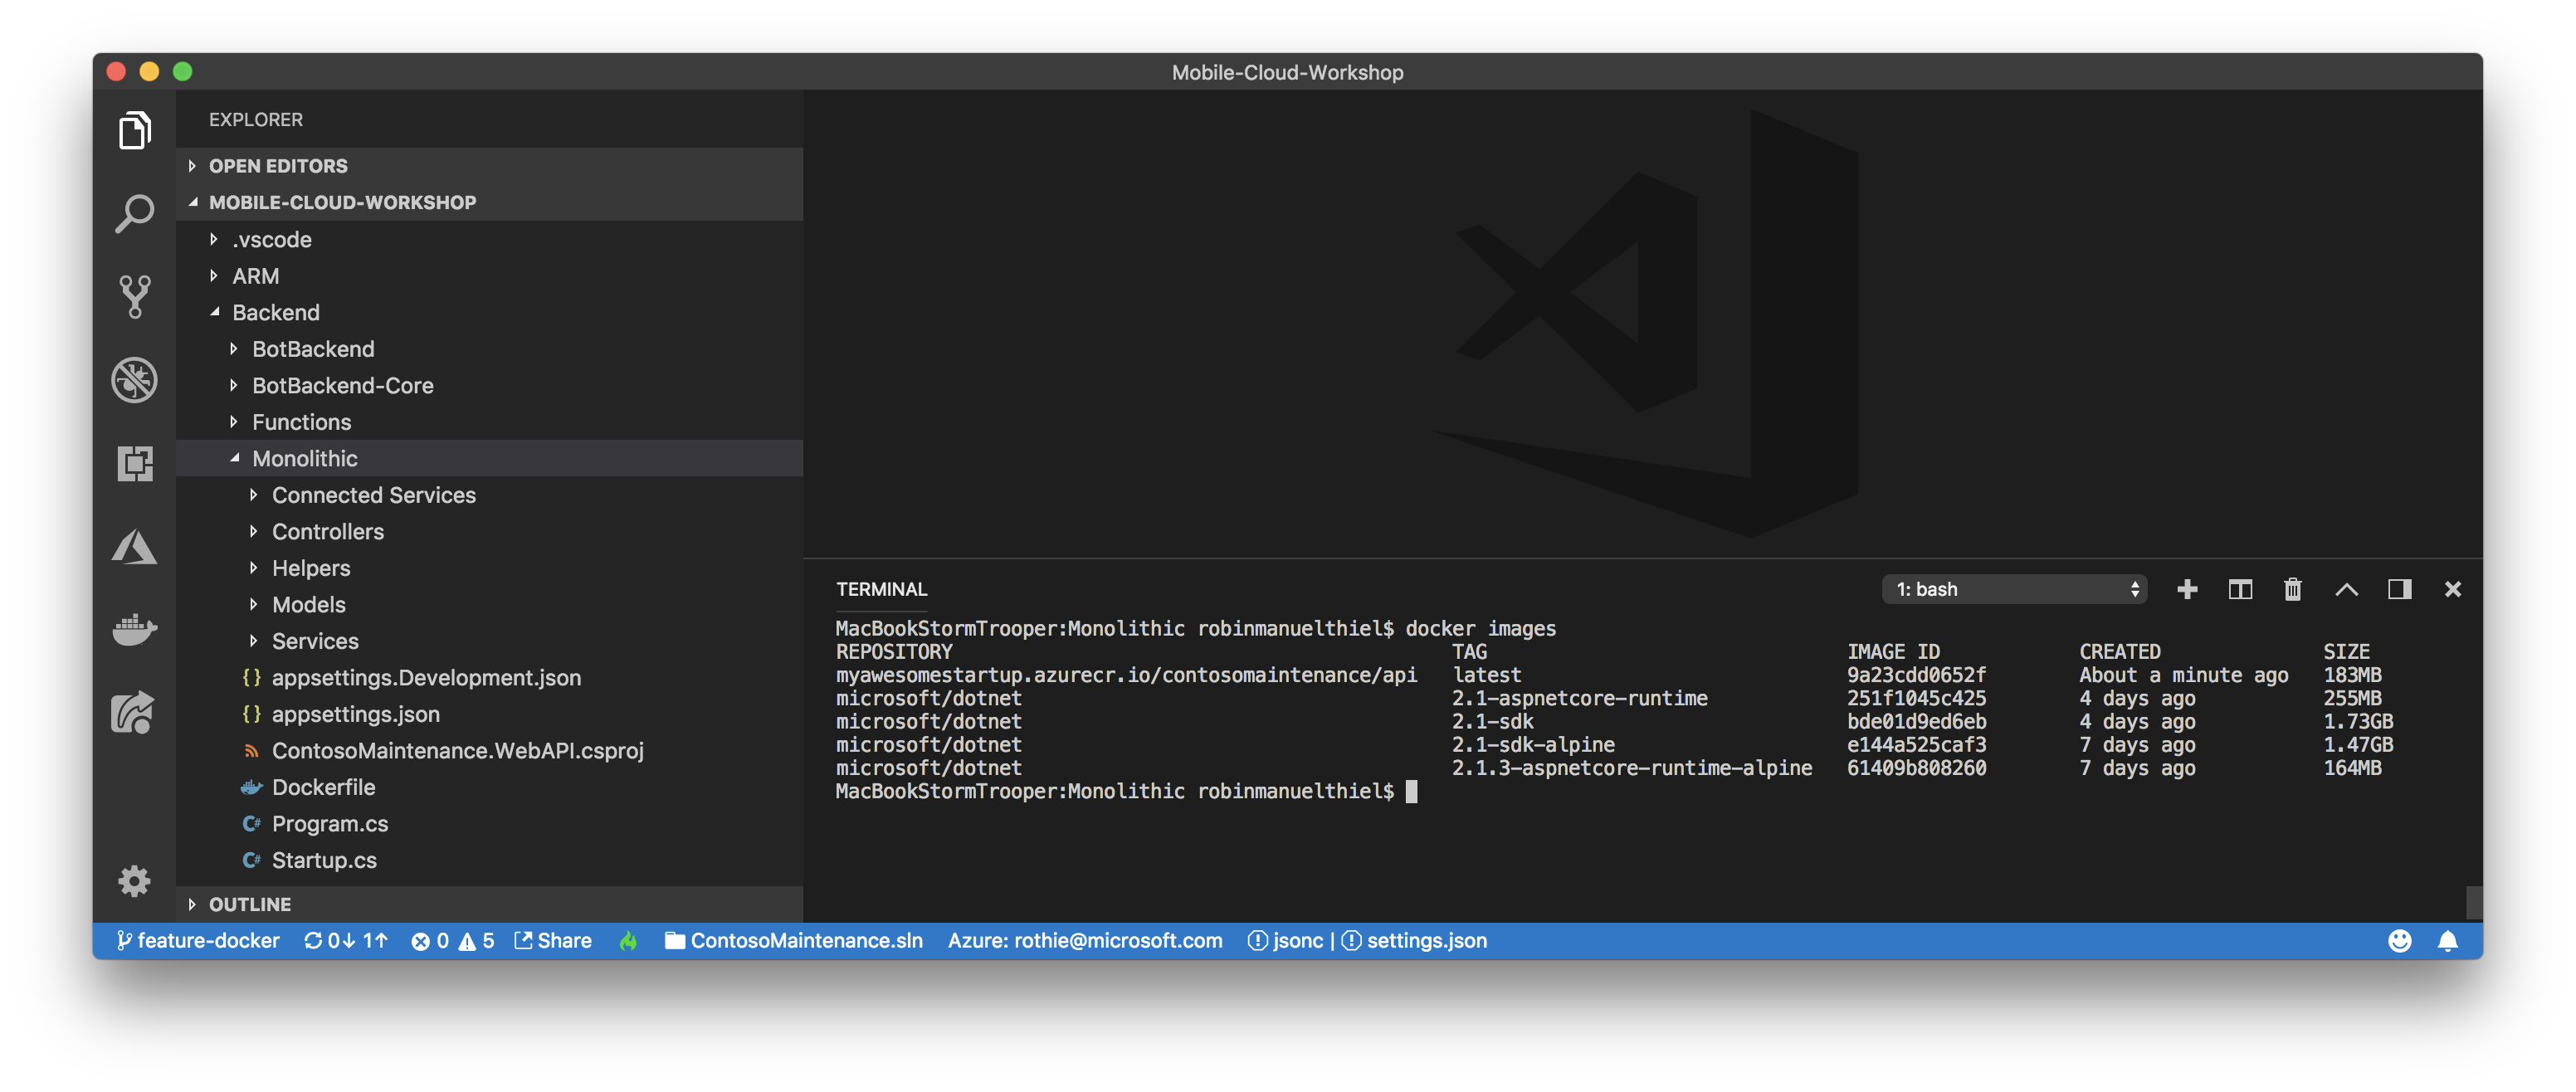 Mobile-Cloud-Workshop
EXPLORER
OPEN EDITORS
MOBILE-CLOUD-WORKSHOP
.vscode
ARM
Backend
BotBackend
BotBackend-Core
Functions
Monolithic
Connected Services
Controllers
Helpers
Models
Services
{} appsettings.Development.json
{} appsettings.json
ContosoMaintenance.WebAPI.csproj
Dockerfile
C# Program.cs
C# Startup.cs
OUTLINE
TERMINAL
1: bash
MacBookStormTrooper:Monolithic robinmanuelthiel$ docker images
REPOSITORY TAG IMAGE ID CREATED SIZE
myawesomestartup.azurecr.io/contosomaintenance/api latest 9a23cdd0652f About a minute ago 183MB
microsoft/dotnet 2.1-aspnetcore-runtime 251f1045c425 4 days ago 255MB
microsoft/dotnet 2.1-sdk bde01d9ed6eb 4 days ago 1.73GB
microsoft/dotnet 2.1-sdk-alpine e144a525caf3 7 days ago 1.47GB
microsoft/dotnet 2.1.3-aspnetcore-runtime-alpine 61409b808260 7 days ago 164MB
MacBookStormTrooper:Monolithic robinmanuelthiel$
feature-docker 0↓ 1↑ 0 5 Share ContosoMaintenance.sln Azure: rothie@microsoft.com jsonc | settings.json